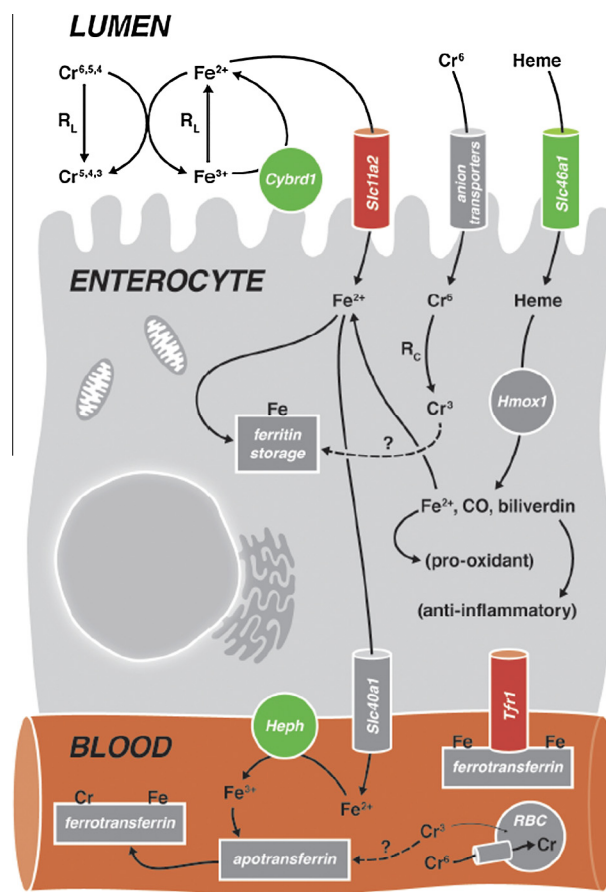 LUMEN
Cr6,5,4
Fe2+
Cr6
Heme
RL
RL
Cr5,4,3
Fe3+
Cybrd1
Slc11a2
anion
transporters
Slc46a1
ENTEROCYTE
Fe2+
Cr6
Heme
RC
Hmox1
Cr3
Fe
ferritin
storage
?
Fe2+, CO, biliverdin
(pro-oxidant)
(anti-inflammatory)
Slc40a1
Tfr1
Heph
BLOOD
Fe
Fe
ferrotransferrin
Fe3+
Fe2+
Cr
Fe
ferrotransferrin
RBC
Cr3
Cr
?
apotransferrin
Cr6